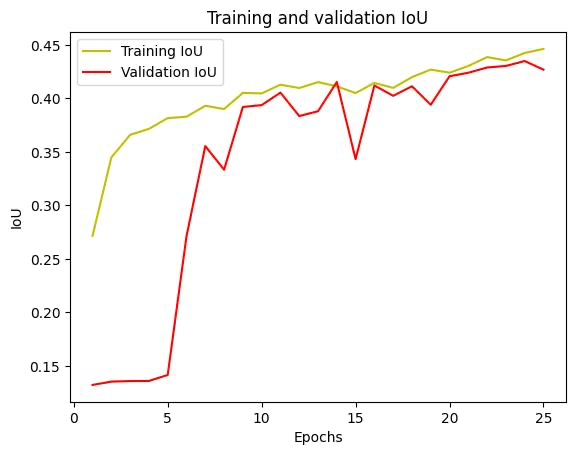 Training and validation IoU
Training IoU
Validation IoU
0.45
0.40
0.35
0.30
0.25
0.20
0.15
IoU
0 5 10 15 20 25
Epochs